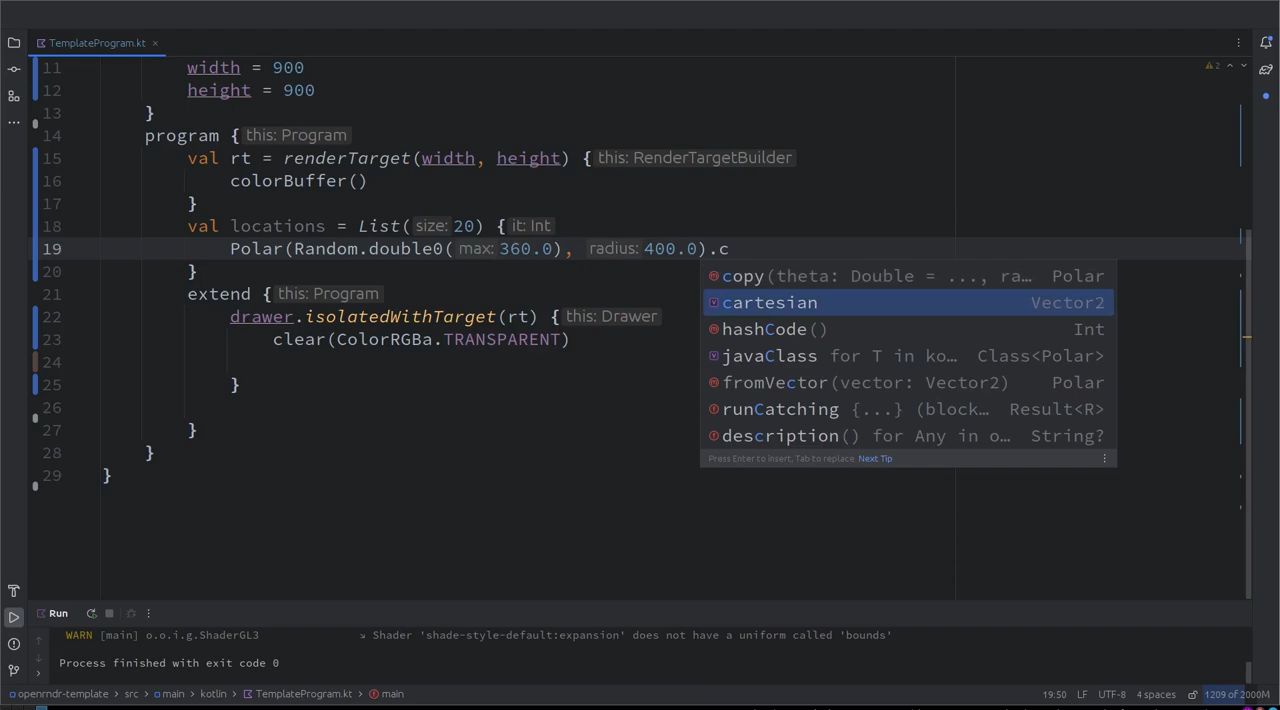 TemplateProgram.kt ×
11 width = 900
12 height = 900
13 }
14 program { this: Program
15 val rt = renderTarget(width, height) { this: RenderTargetBuilder
16 colorBuffer()
17 }
18 val locations = List( size: 20) { it: Int
19 Polar(Random.double0( max: 360.0), radius: 400.0).c
20 }
21 extend { this: Program
22 drawer.isolatedWithTarget(rt) { this: Drawer
23 clear(ColorRGBa.TRANSPARENT)
24
25 }
26
27 }
28 }
29 }
2
copy(theta: Double = ..., ra… Polar
cartesian Vector2
hashCode() Int
javaClass for T in ko… Class<Polar>
fromVector(vector: Vector2) Polar
runCatching {...} (block… Result<R>
description() for Any in o… String?
Press Enter to insert, Tab to replace Next Tip
Run
WARN [main] o.o.i.g.ShaderGL3 ↘ Shader 'shade-style-default:expansion' does not have a uniform called 'bounds'
Process finished with exit code 0
openrndr-template > src > main > kotlin > TemplateProgram.kt > main 19:50 LF UTF-8 4 spaces 1209 of 2000M